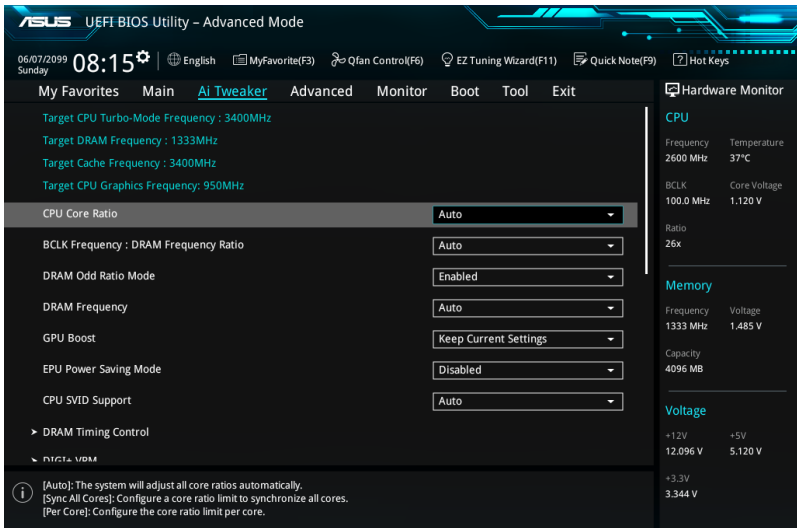 ASUS UEFI BIOS Utility – Advanced Mode
06/07/2099
Sunday
08:15
English
MyFavorite(F3)
Qfan Control(F6)
EZ Tuning Wizard(F11)
Quick Note(F9)
? Hot Keys
My Favorites Main Ai Tweaker Advanced Monitor Boot Tool Exit
Target CPU Turbo-Mode Frequency : 3400MHz
Target DRAM Frequency : 1333MHz
Target Cache Frequency : 3400MHz
Target CPU Graphics Frequency: 950MHz
CPU Core Ratio Auto
BCLK Frequency : DRAM Frequency Ratio Auto
DRAM Odd Ratio Mode Enabled
DRAM Frequency Auto
GPU Boost Keep Current Settings
EPU Power Saving Mode Disabled
CPU SVID Support Auto
DRAM Timing Control
DIGI+ VRM
[Auto]: The system will adjust all core ratios automatically.
[Sync All Cores]: Configure a core ratio limit to synchronize all cores.
[Per Core]: Configure the core ratio limit per core.
Hardware Monitor
CPU
Frequency Temperature
2600 MHz 37°C
BCLK Core Voltage
100.0 MHz 1.120 V
Ratio
26x
Memory
Frequency Voltage
1333 MHz 1.485 V
Capacity
4096 MB
Voltage
+12V +5V
12.096 V 5.120 V
+3.3V
3.344 V